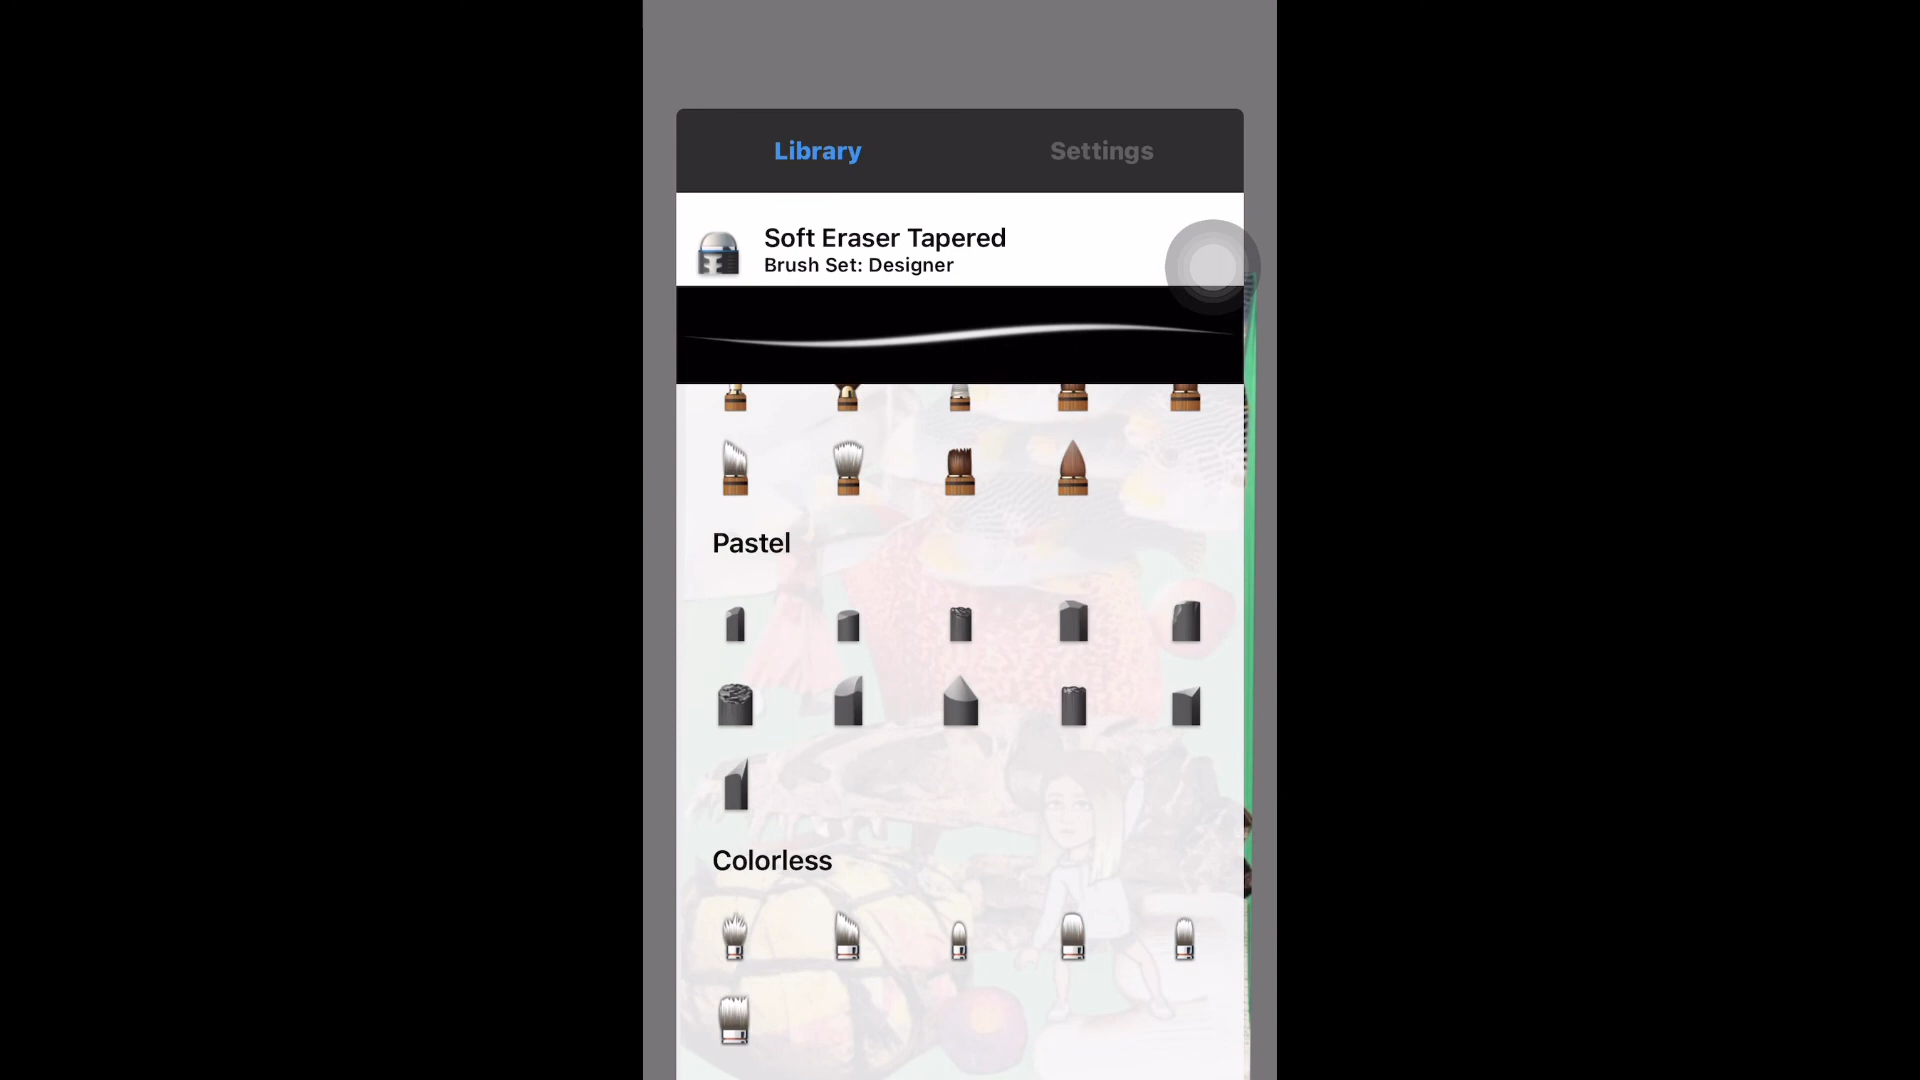 Library Settings
Soft Eraser Tapered
Brush Set: Designer
Pastel
Colorless